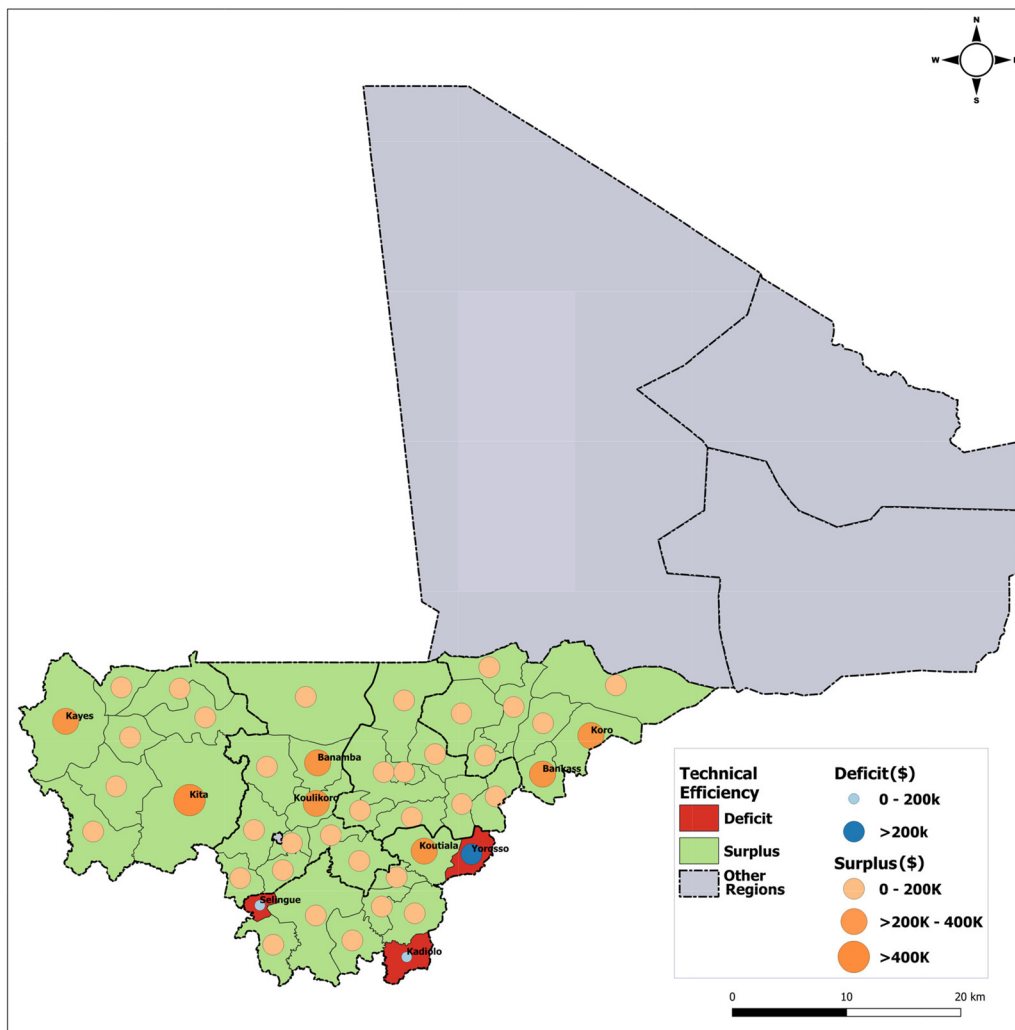 N
W
S
Kayes
Kita
Banamba
Koulikoro
Koro
Bankass
Koutiala
Yorosso
Selingue
Kadiolo
Technical
Efficiency
Deficit
Surplus
Other
Regions
Deficit($)
0 - 200k
>200k
Surplus($)
0 - 200K
>200K - 400K
>400K
0 10 20 km